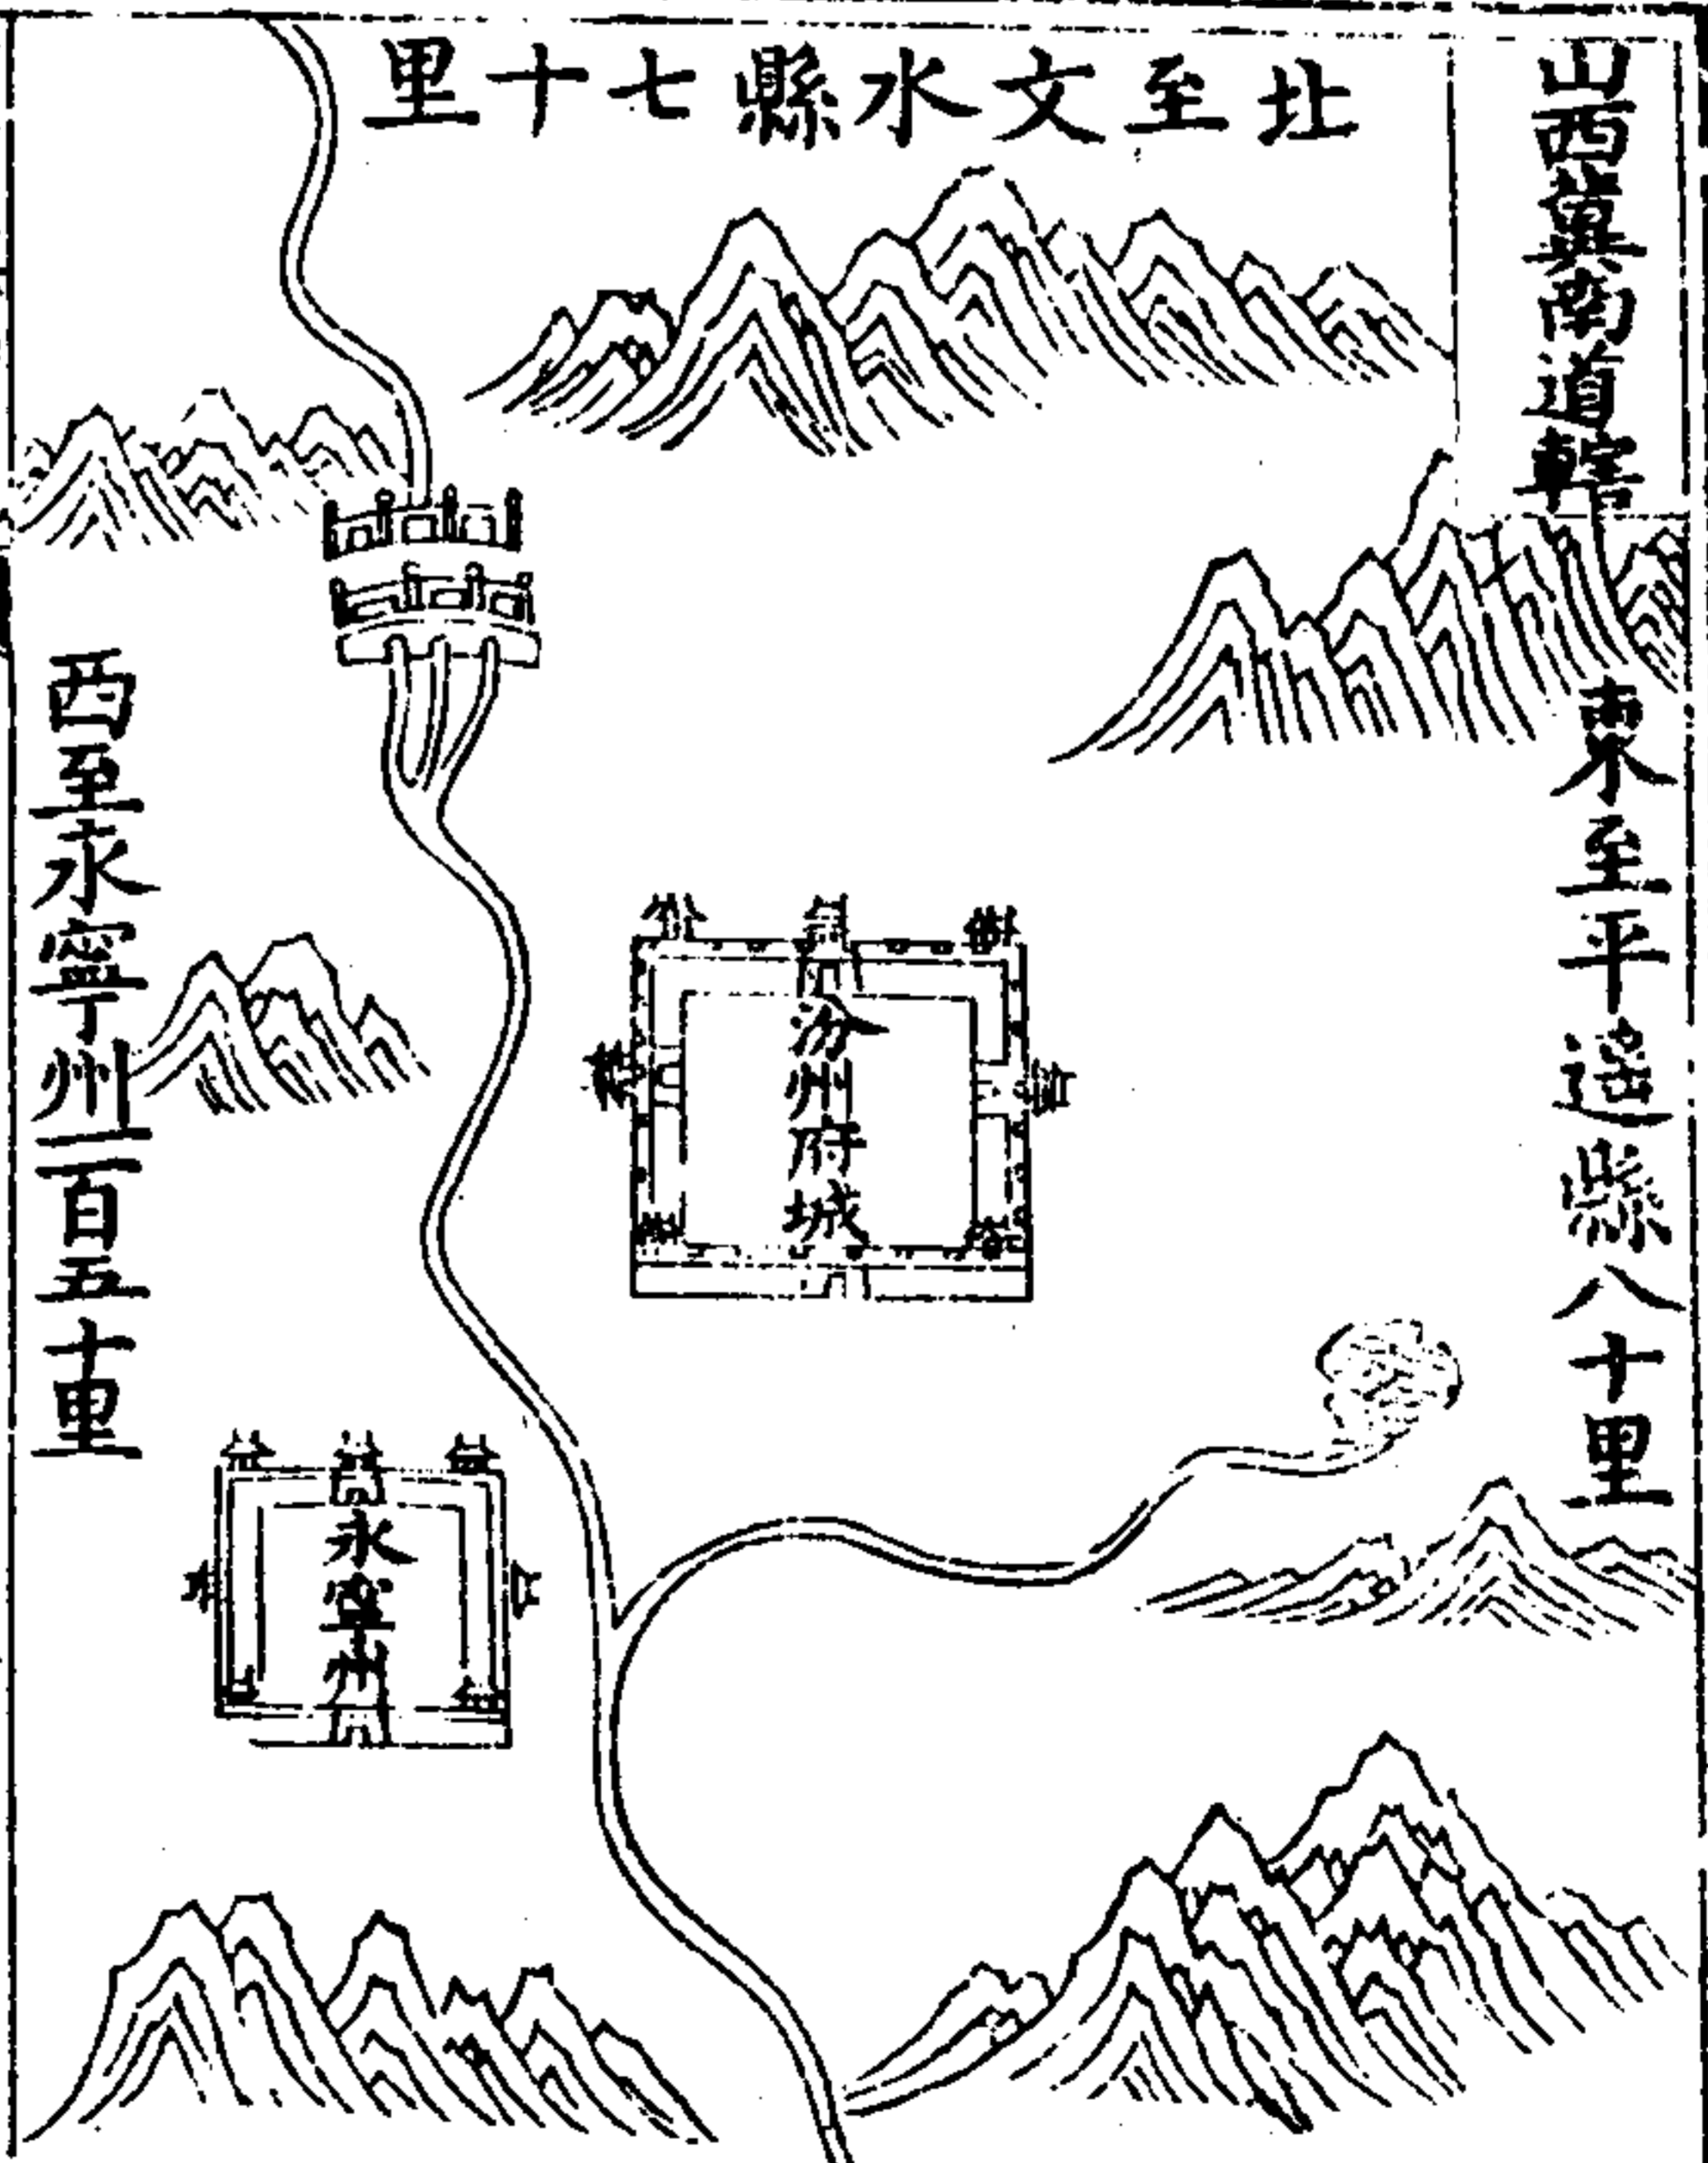 山西冀南道轄
北至文水縣七十里
東至平遥縣八十里
汾州府城
永寧州
西至永寧州一百五十里